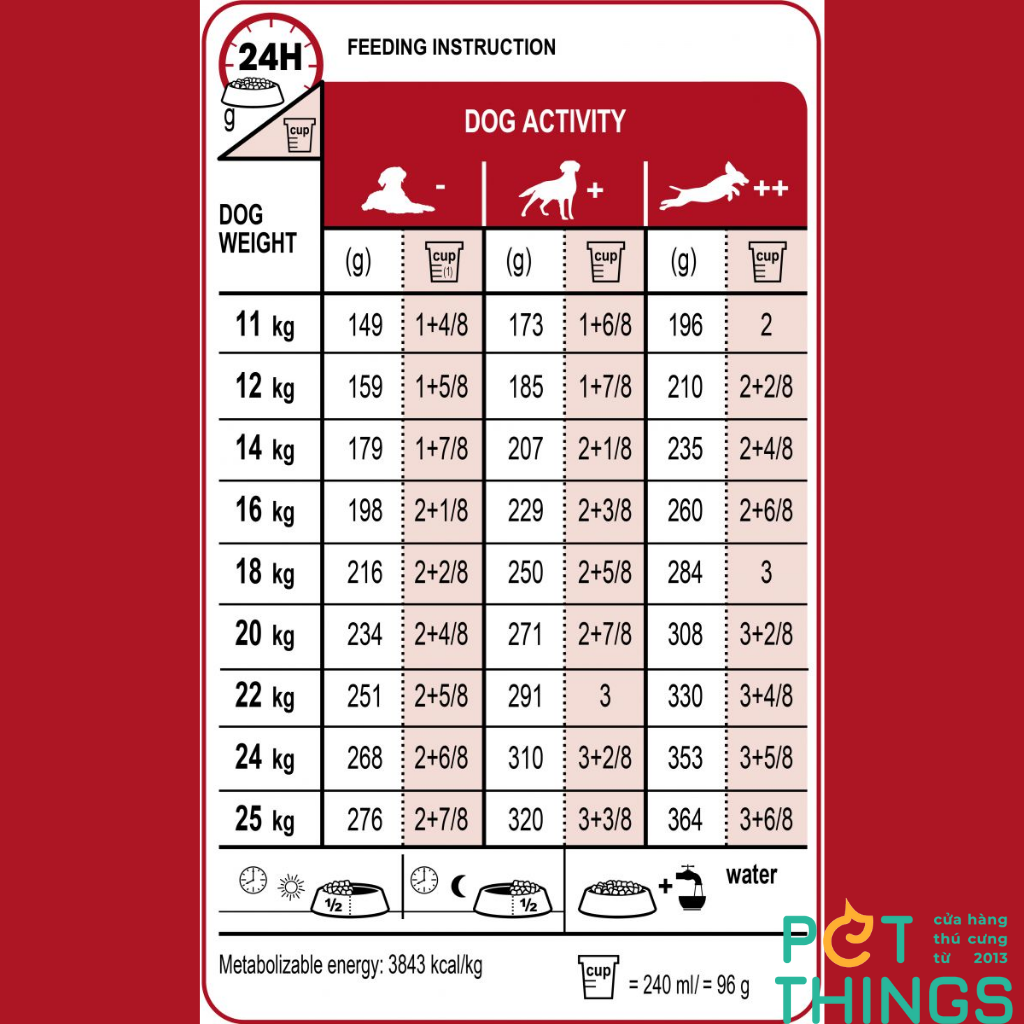 24H
FEEDING INSTRUCTION
g
cup
DOG ACTIVITY
- + ++
DOG
WEIGHT
(g) cup (1) (g) cup (g) cup
11 kg 149 1+4/8 173 1+6/8 196 2
12 kg 159 1+5/8 185 1+7/8 210 2+2/8
14 kg 179 1+7/8 207 2+1/8 235 2+4/8
16 kg 198 2+1/8 229 2+3/8 260 2+6/8
18 kg 216 2+2/8 250 2+5/8 284 3
20 kg 234 2+4/8 271 2+7/8 308 3+2/8
22 kg 251 2+5/8 291 3 330 3+4/8
24 kg 268 2+6/8 310 3+2/8 353 3+5/8
25 kg 276 2+7/8 320 3+3/8 364 3+6/8
1/2 1/2 + water
Metabolizable energy: 3843 kcal/kg
cup = 240 ml/ = 96 g
PET
THINGS
cửa hàng
thú cưng
từ 2013